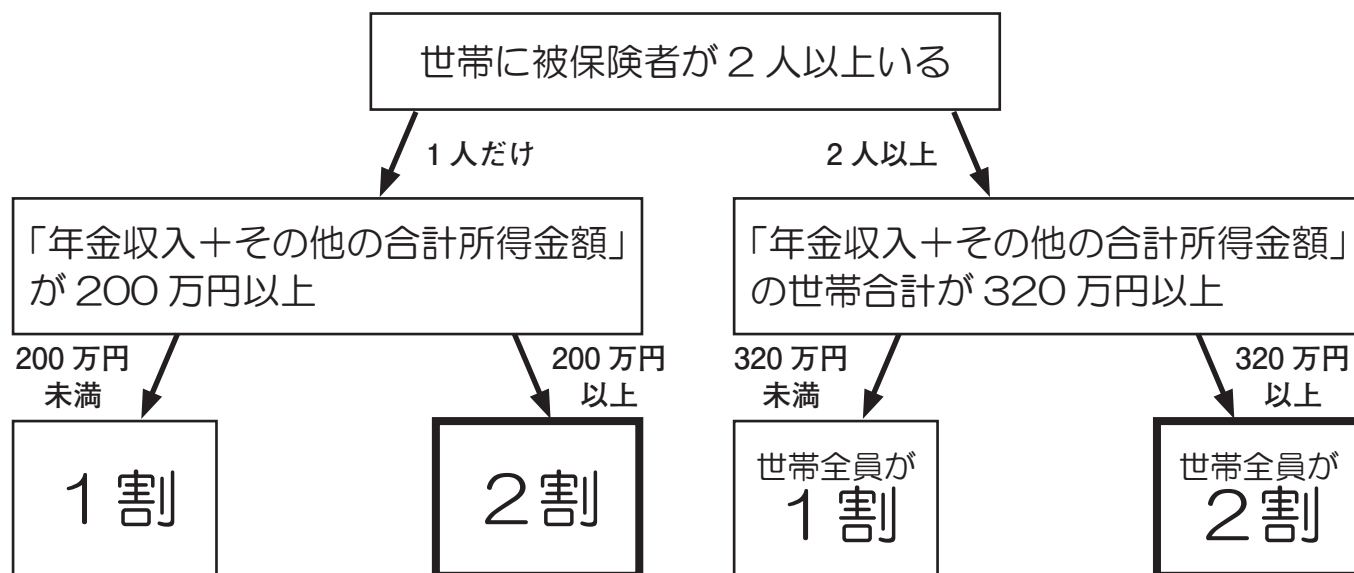 世帯に被保険者が2人以上いる
1人だけ
2人以上
「年金収入+その他の合計所得金額」
が200万円以上
「年金収入+その他の合計所得金額」
の世帯合計が320万円以上
200万円
未満
200万円
以上
320万円
未満
320万円
以上
1割
2割
世帯全員が
1割
世帯全員が
2割